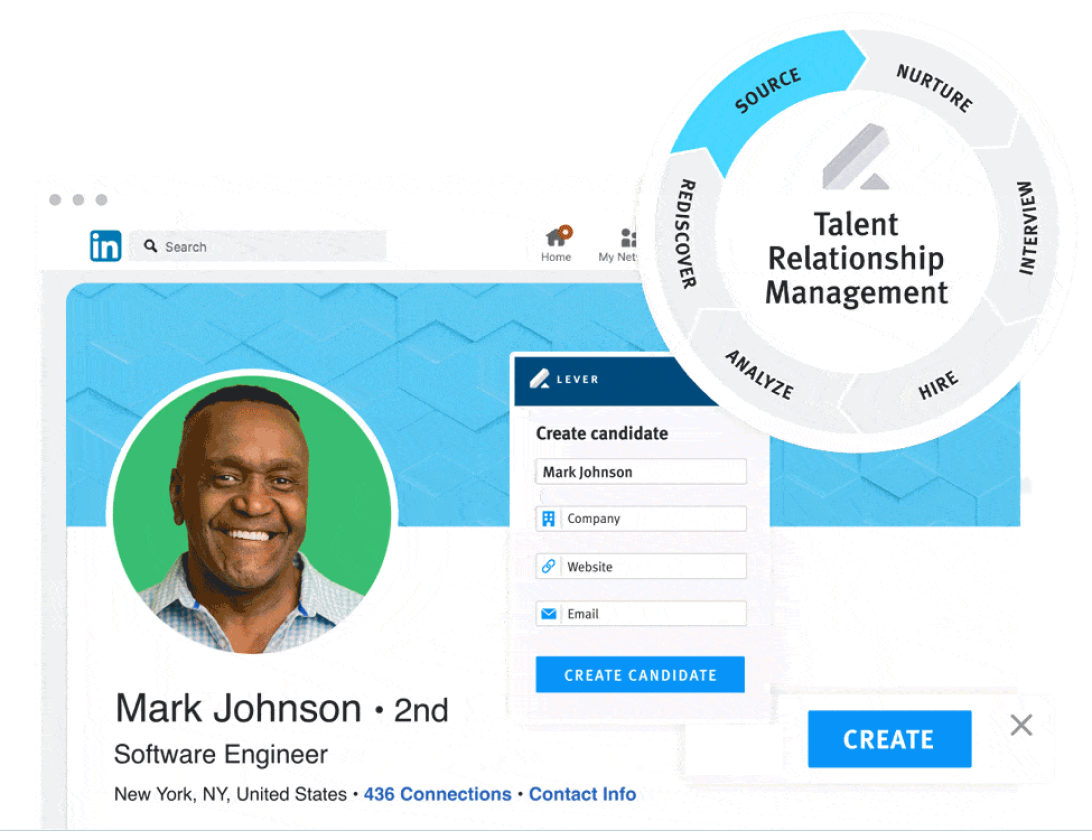 SOURCE
NURTURE
INTERVIEW
HIRE
ANALYZE
REDISCOVER
Talent
Relationship
Management
in
Search
Home
My Net
LEVER
Create candidate
Mark Johnson
Company
Website
Email
CREATE CANDIDATE
CREATE
Mark Johnson • 2nd
Software Engineer
New York, NY, United States • 436 Connections • Contact Info